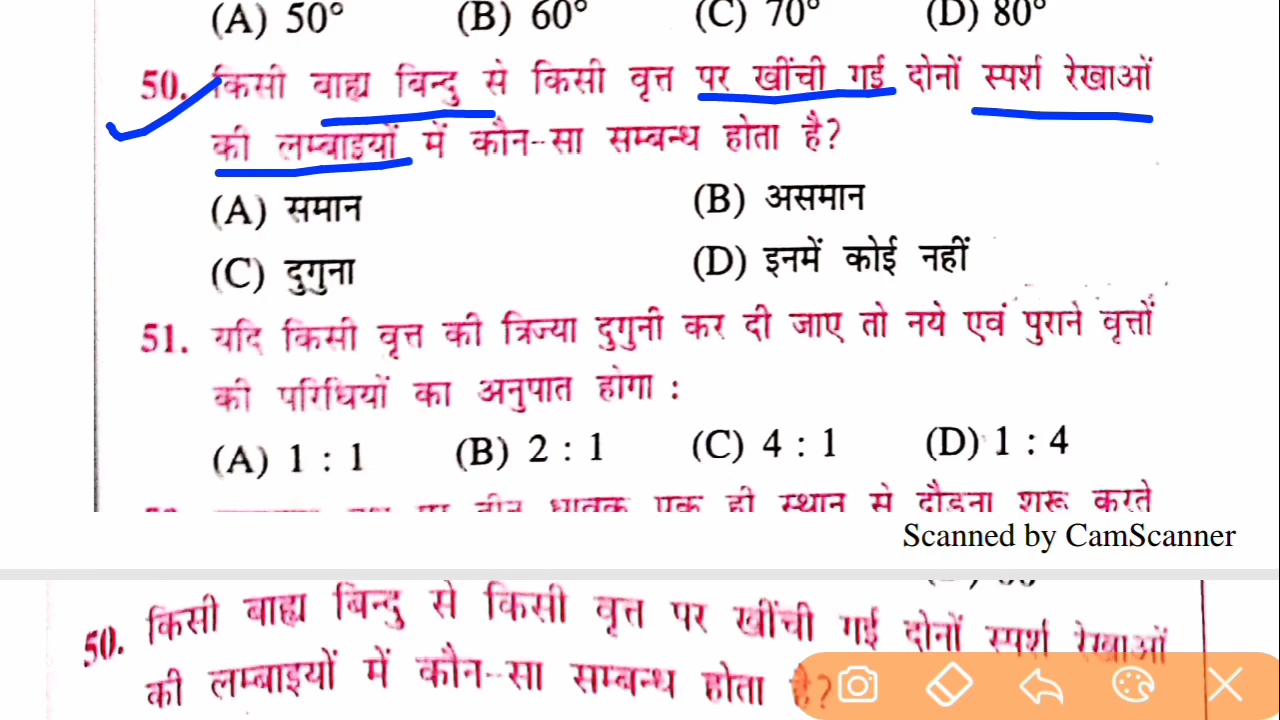 (A) 50° (B) 60° (C) 70° (D) 80°
50. किसी बाह्य बिन्दु से किसी वृत्त पर खींची गई दोनों स्पर्श रेखाओं
की लम्बाइयों में कौन-सा सम्बन्ध होता है?
(A) समान (B) असमान
(C) दुगुना (D) इनमें कोई नहीं
51. यदि किसी वृत्त की त्रिज्या दुगुनी कर दी जाए तो नये एवं पुराने वृत्तों
की परिधियों का अनुपात होगा :
(A) 1 : 1 (B) 2 : 1 (C) 4 : 1 (D) 1 : 4
एक ही स्थान से दौड़ना शुरू करते
Scanned by CamScanner
50. किसी बाह्य बिन्दु से किसी वृत्त पर खींची गई दोनों स्पर्श रेखाओं
की लम्बाइयों में कौन-सा सम्बन्ध होता है?